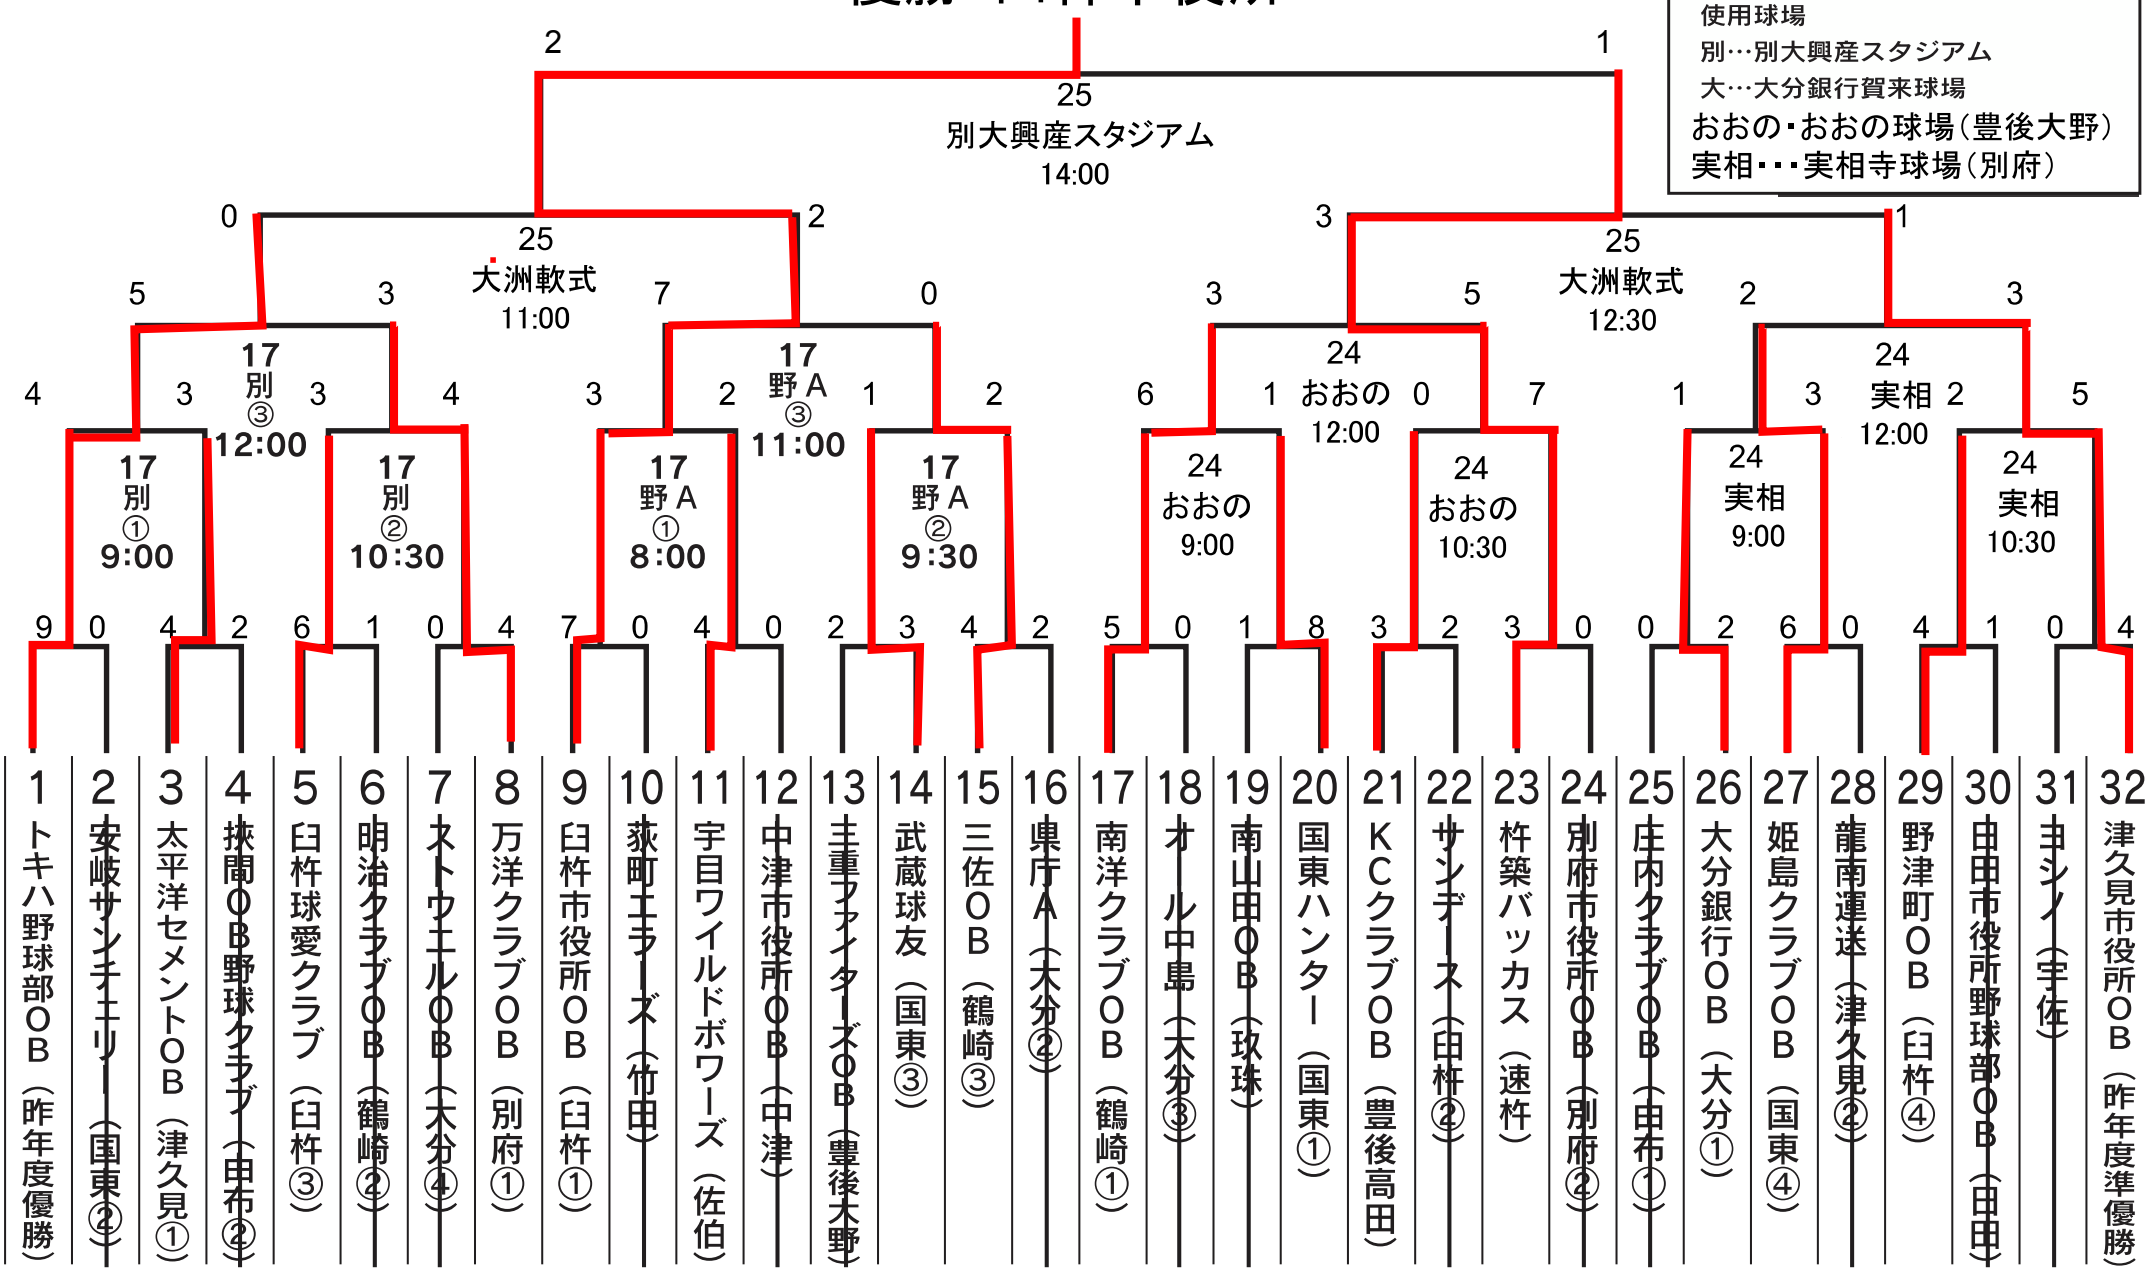 使用球場
別…別大興産スタジアム
大…大分銀行賀来球場
おおの・おおの球場（豊後大野）
実相・・・実相寺球場（別府）
2 1
25
別大興産スタジアム
14:00
0 2 3 1
25
大洲軟式
11:00
25
大洲軟式
12:30
5 3 7 0 3 5 2 3
17
別
③
12:00
17
野A
③
11:00
24
おおの
12:00
24
実相
12:00
4 3 3 4 3 2 1 2 6 1 0 7 1 3 2 5
17
別
①
9:00
17
別
②
10:30
17
野A
①
8:00
17
野A
②
9:30
24
おおの
9:00
24
おおの
10:30
24
実相
9:00
24
実相
10:30
9 0 4 2 6 1 0 4 7 0 4 0 2 3 4 2 5 0 1 8 3 2 3 0 0 2 6 0 4 1 0 4
1 トキハ野球部OB（昨年度優勝）
2 安岐サンチェリー（国東②）
3 太平洋セメントOB（津久見①）
4 挾間OB野球クラブ（由布②）
5 臼杵球愛クラブ（臼杵③）
6 明治クラブOB（鶴崎②）
7 ストウエルOB（大分④）
8 万洋クラブOB（別府①）
9 臼杵市役所OB（臼杵①）
10 荻町エラーズ（竹田）
11 宇目ワイルドボワーズ（佐伯）
12 中津市役所OB（中津）
13 三重ファイターズOB（豊後大野）
14 武蔵球友（国東③）
15 三佐OB（鶴崎③）
16 県庁A（大分②）
17 南洋クラブOB（鶴崎①）
18 オール中島（大分③）
19 南山田OB（玖珠）
20 国東ハンター（国東①）
21 KCクラブOB（豊後高田）
22 サンデース（臼杵②）
23 杵築バッカス（速杵）
24 別府市役所OB（別府②）
25 庄内クラブOB（由布①）
26 大分銀行OB（大分①）
27 姫島クラブOB（国東④）
28 龍南運送（津久見②）
29 野津町OB（臼杵④）
30 日田市役所野球部OB（日田）
31 ヨシノ（宇佐）
32 津久見市役所OB（昨年度準優勝）